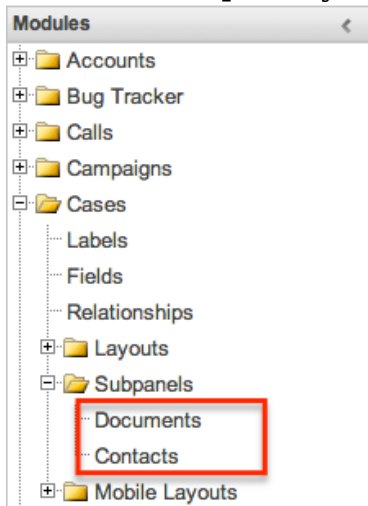 Modules
Accounts
Bug Tracker
Calls
Campaigns
Cases
Labels
Fields
Relationships
Layouts
Subpanels
Documents
Contacts
Mobile Layouts